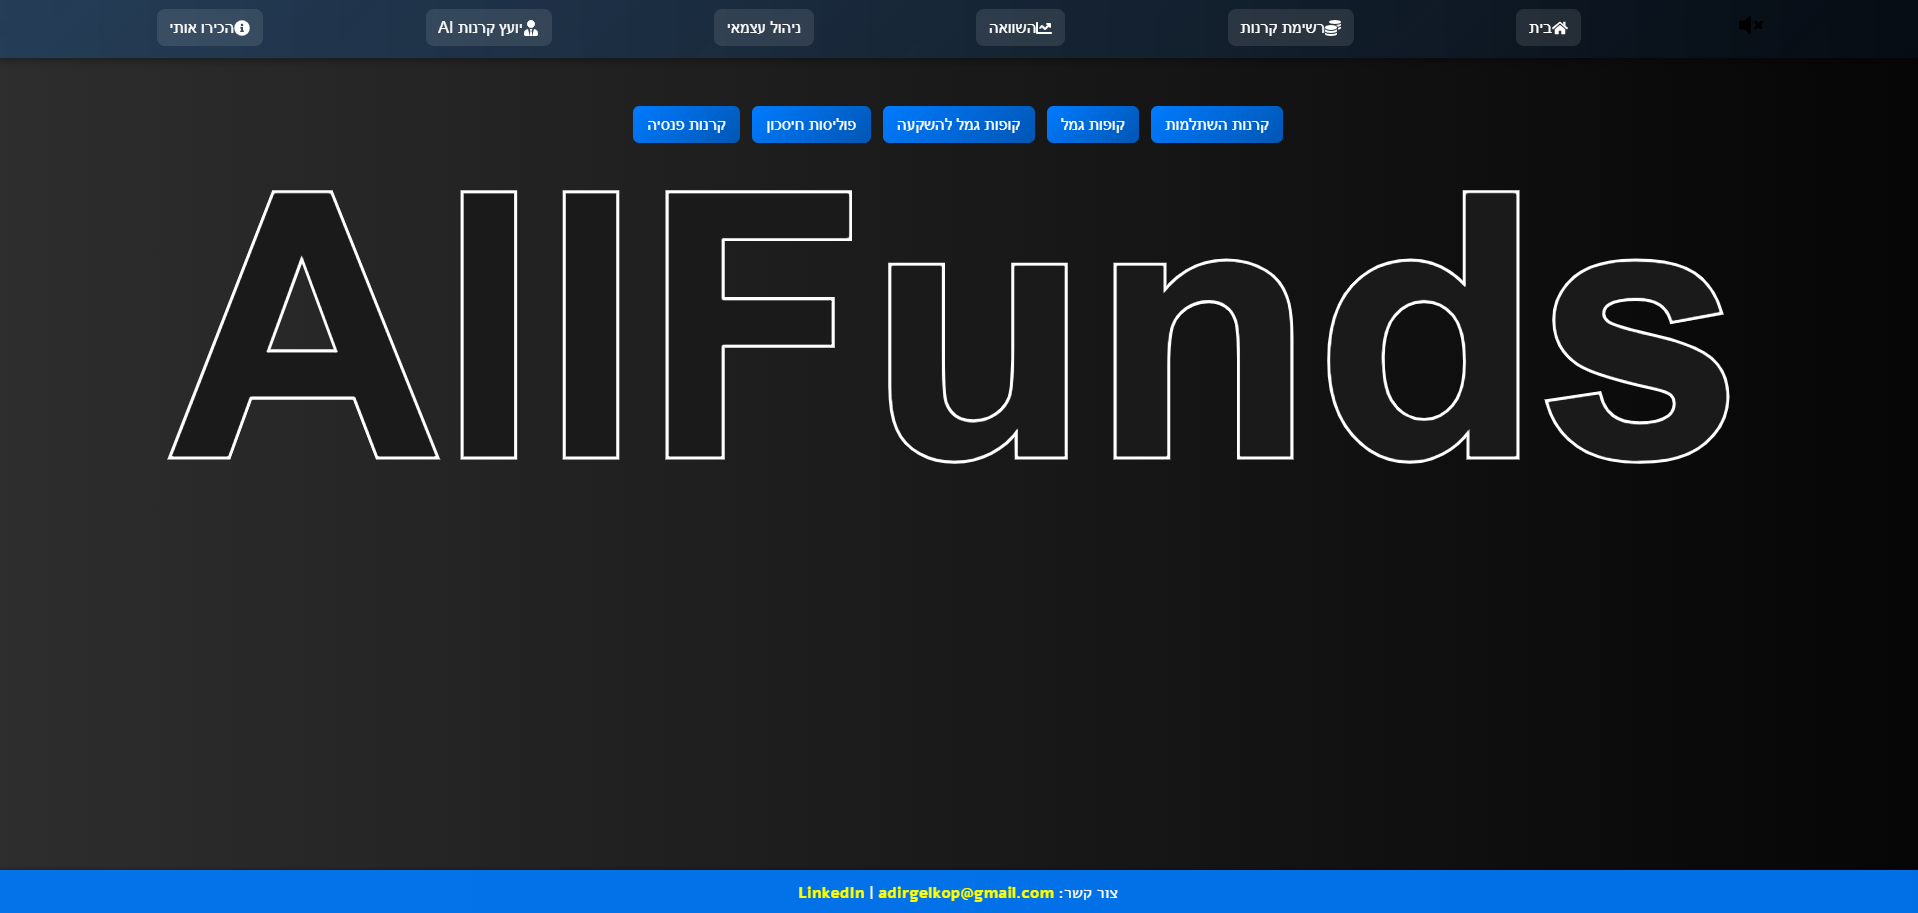 בית
רשימת קרנות
השוואה
ניהול עצמאי
יועץ קרנות AI
הכירו אותי
קרנות השתלמות
קופות גמל
קופות גמל להשקעה
פוליסות חיסכון
קרנות פנסיה
AllFunds
צור קשר: adirgelkop@gmail.com | LinkedIn